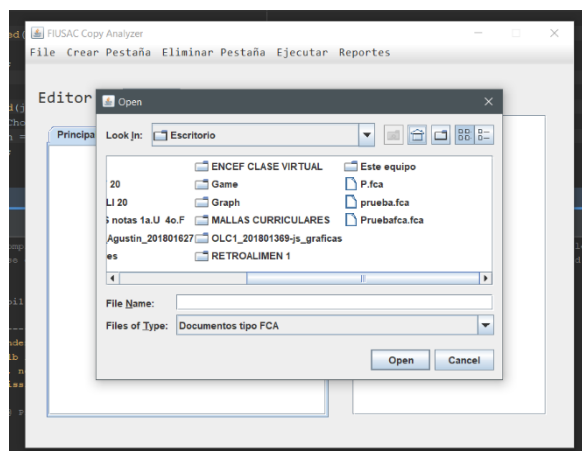 FIUSAC Copy Analyzer
File Crear Pestaña Eliminar Pestaña Ejecutar Reportes
Editor
Open
Principa
Look In: Escritorio
ENCEF CLASE VIRTUAL Este equipo
20 Game P.fca
LI 20 Graph prueba.fca
notas 1a.U 4o.F MALLAS CURRICULARES Pruebafca.fca
Agustin_201801627 OLC1_201801369-js_graficas
es RETROALIMEN 1
File Name:
Files of Type: Documentos tipo FCA
Open Cancel